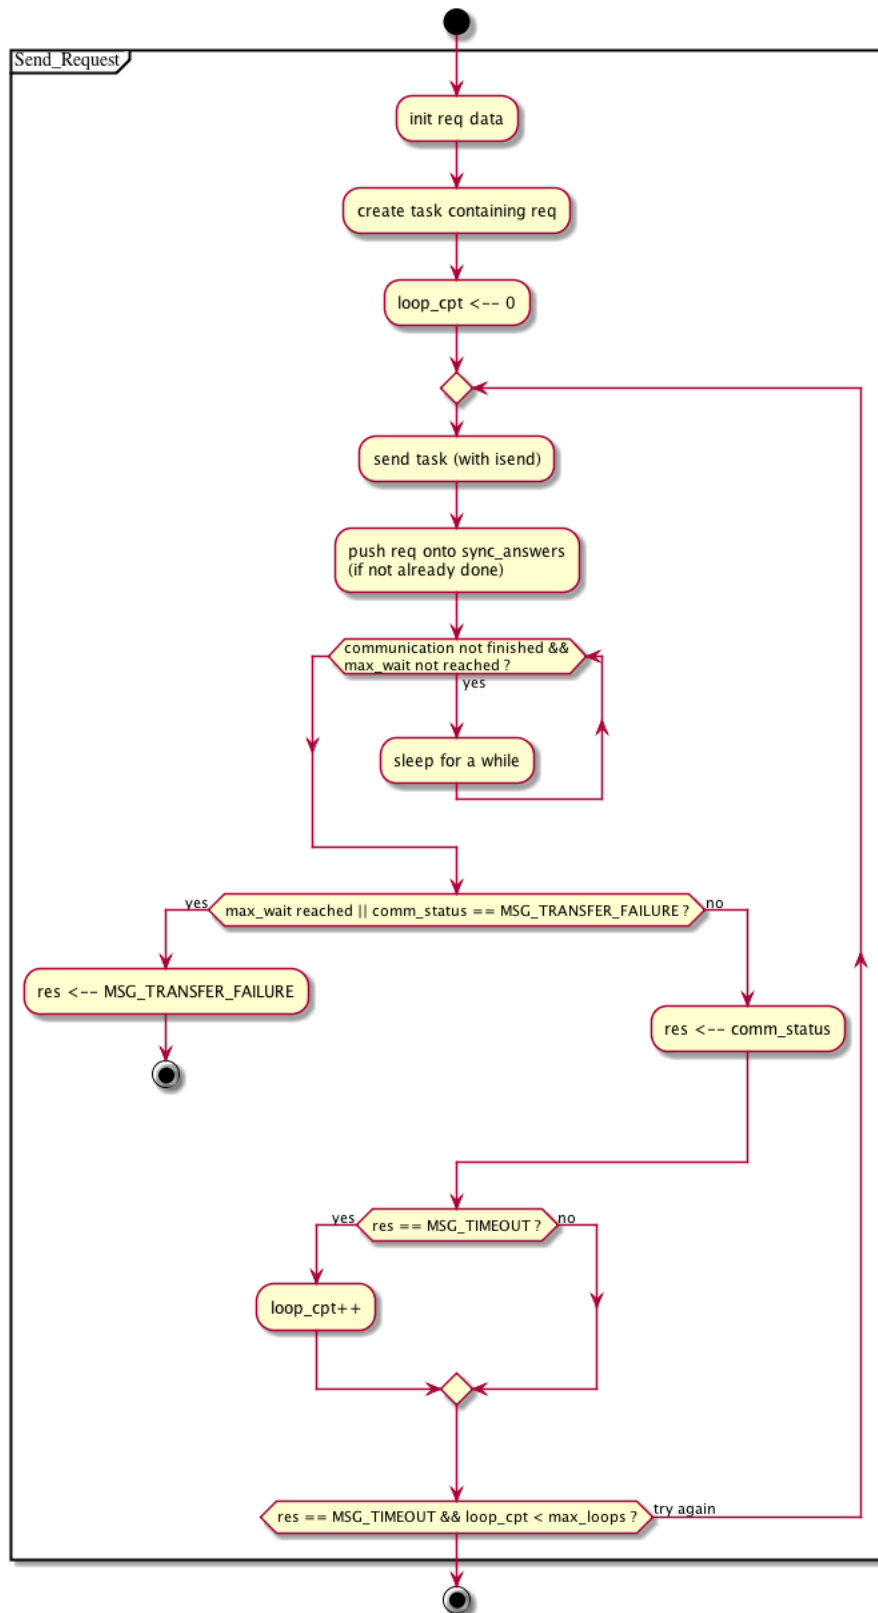 Send_Request
init req data
create task containing req
loop_cpt <-- 0
send task (with isend)
push req onto sync_answers
(if not already done)
communication not finished &&
max_wait not reached ?
yes
sleep for a while
yes
max_wait reached || comm_status == MSG_TRANSFER_FAILURE ?
no
res <-- MSG_TRANSFER_FAILURE
res <-- comm_status
yes
res == MSG_TIMEOUT ?
no
loop_cpt++
res == MSG_TIMEOUT && loop_cpt < max_loops ?
try again